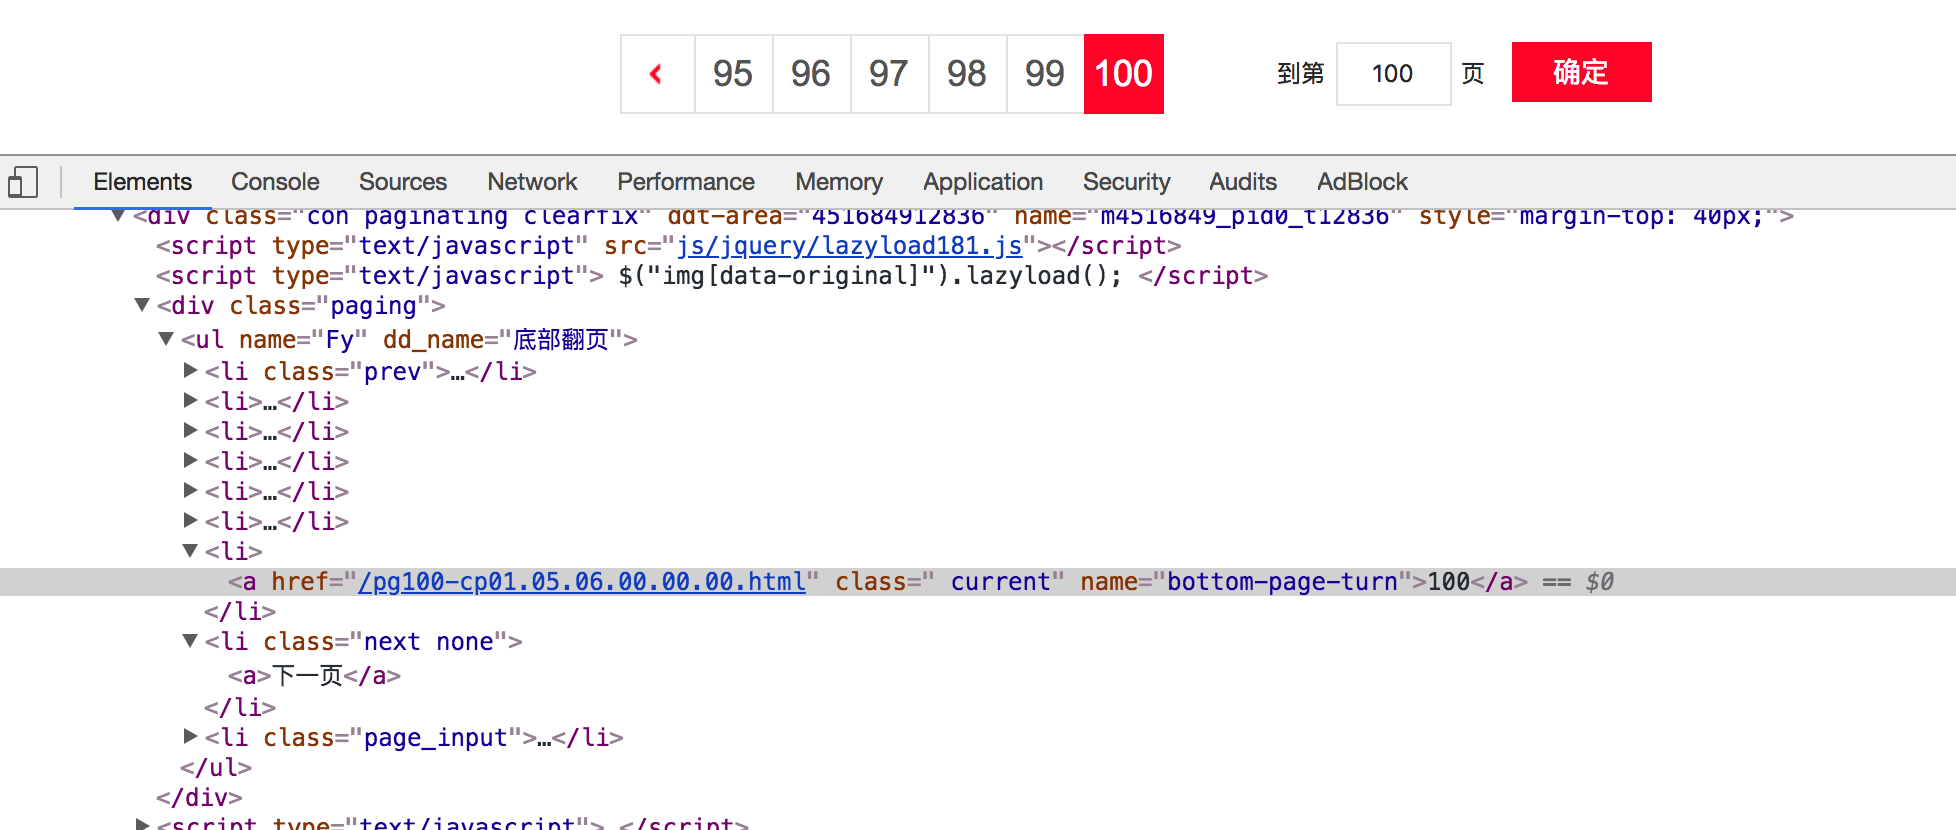 95 96 97 98 99 100 到第 100 页 确定
Elements Console Sources Network Performance Memory Application Security Audits AdBlock
<div class="con paginating clearfix" ddt-area="451684912836" name="m4516849_pid0_t12836" style="margin-top: 40px;">
<script type="text/javascript" src="js/jquery/lazyload181.js"></script>
<script type="text/javascript"> $("img[data-original]").lazyload(); </script>
<div class="paging">
<ul name="Fy" dd_name="底部翻页">
<li class="prev">…</li>
<li>…</li>
<li>…</li>
<li>…</li>
<li>…</li>
<li>…</li>
<li>
<a href="/pg100-cp01.05.06.00.00.00.html" class=" current" name="bottom-page-turn">100</a> == $0
</li>
<li class="next none">
<a>下一页</a>
</li>
<li class="page_input">…</li>
</ul>
</div>
<script type="text/javascript"> </script>